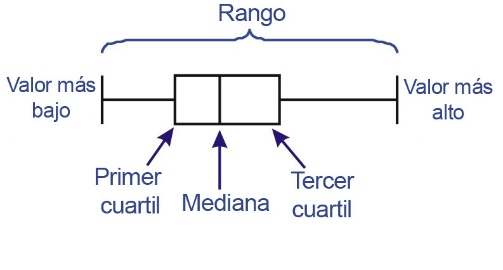 Rango
Valor más
bajo
Valor más
alto
Primer
cuartil
Mediana
Tercer
cuartil